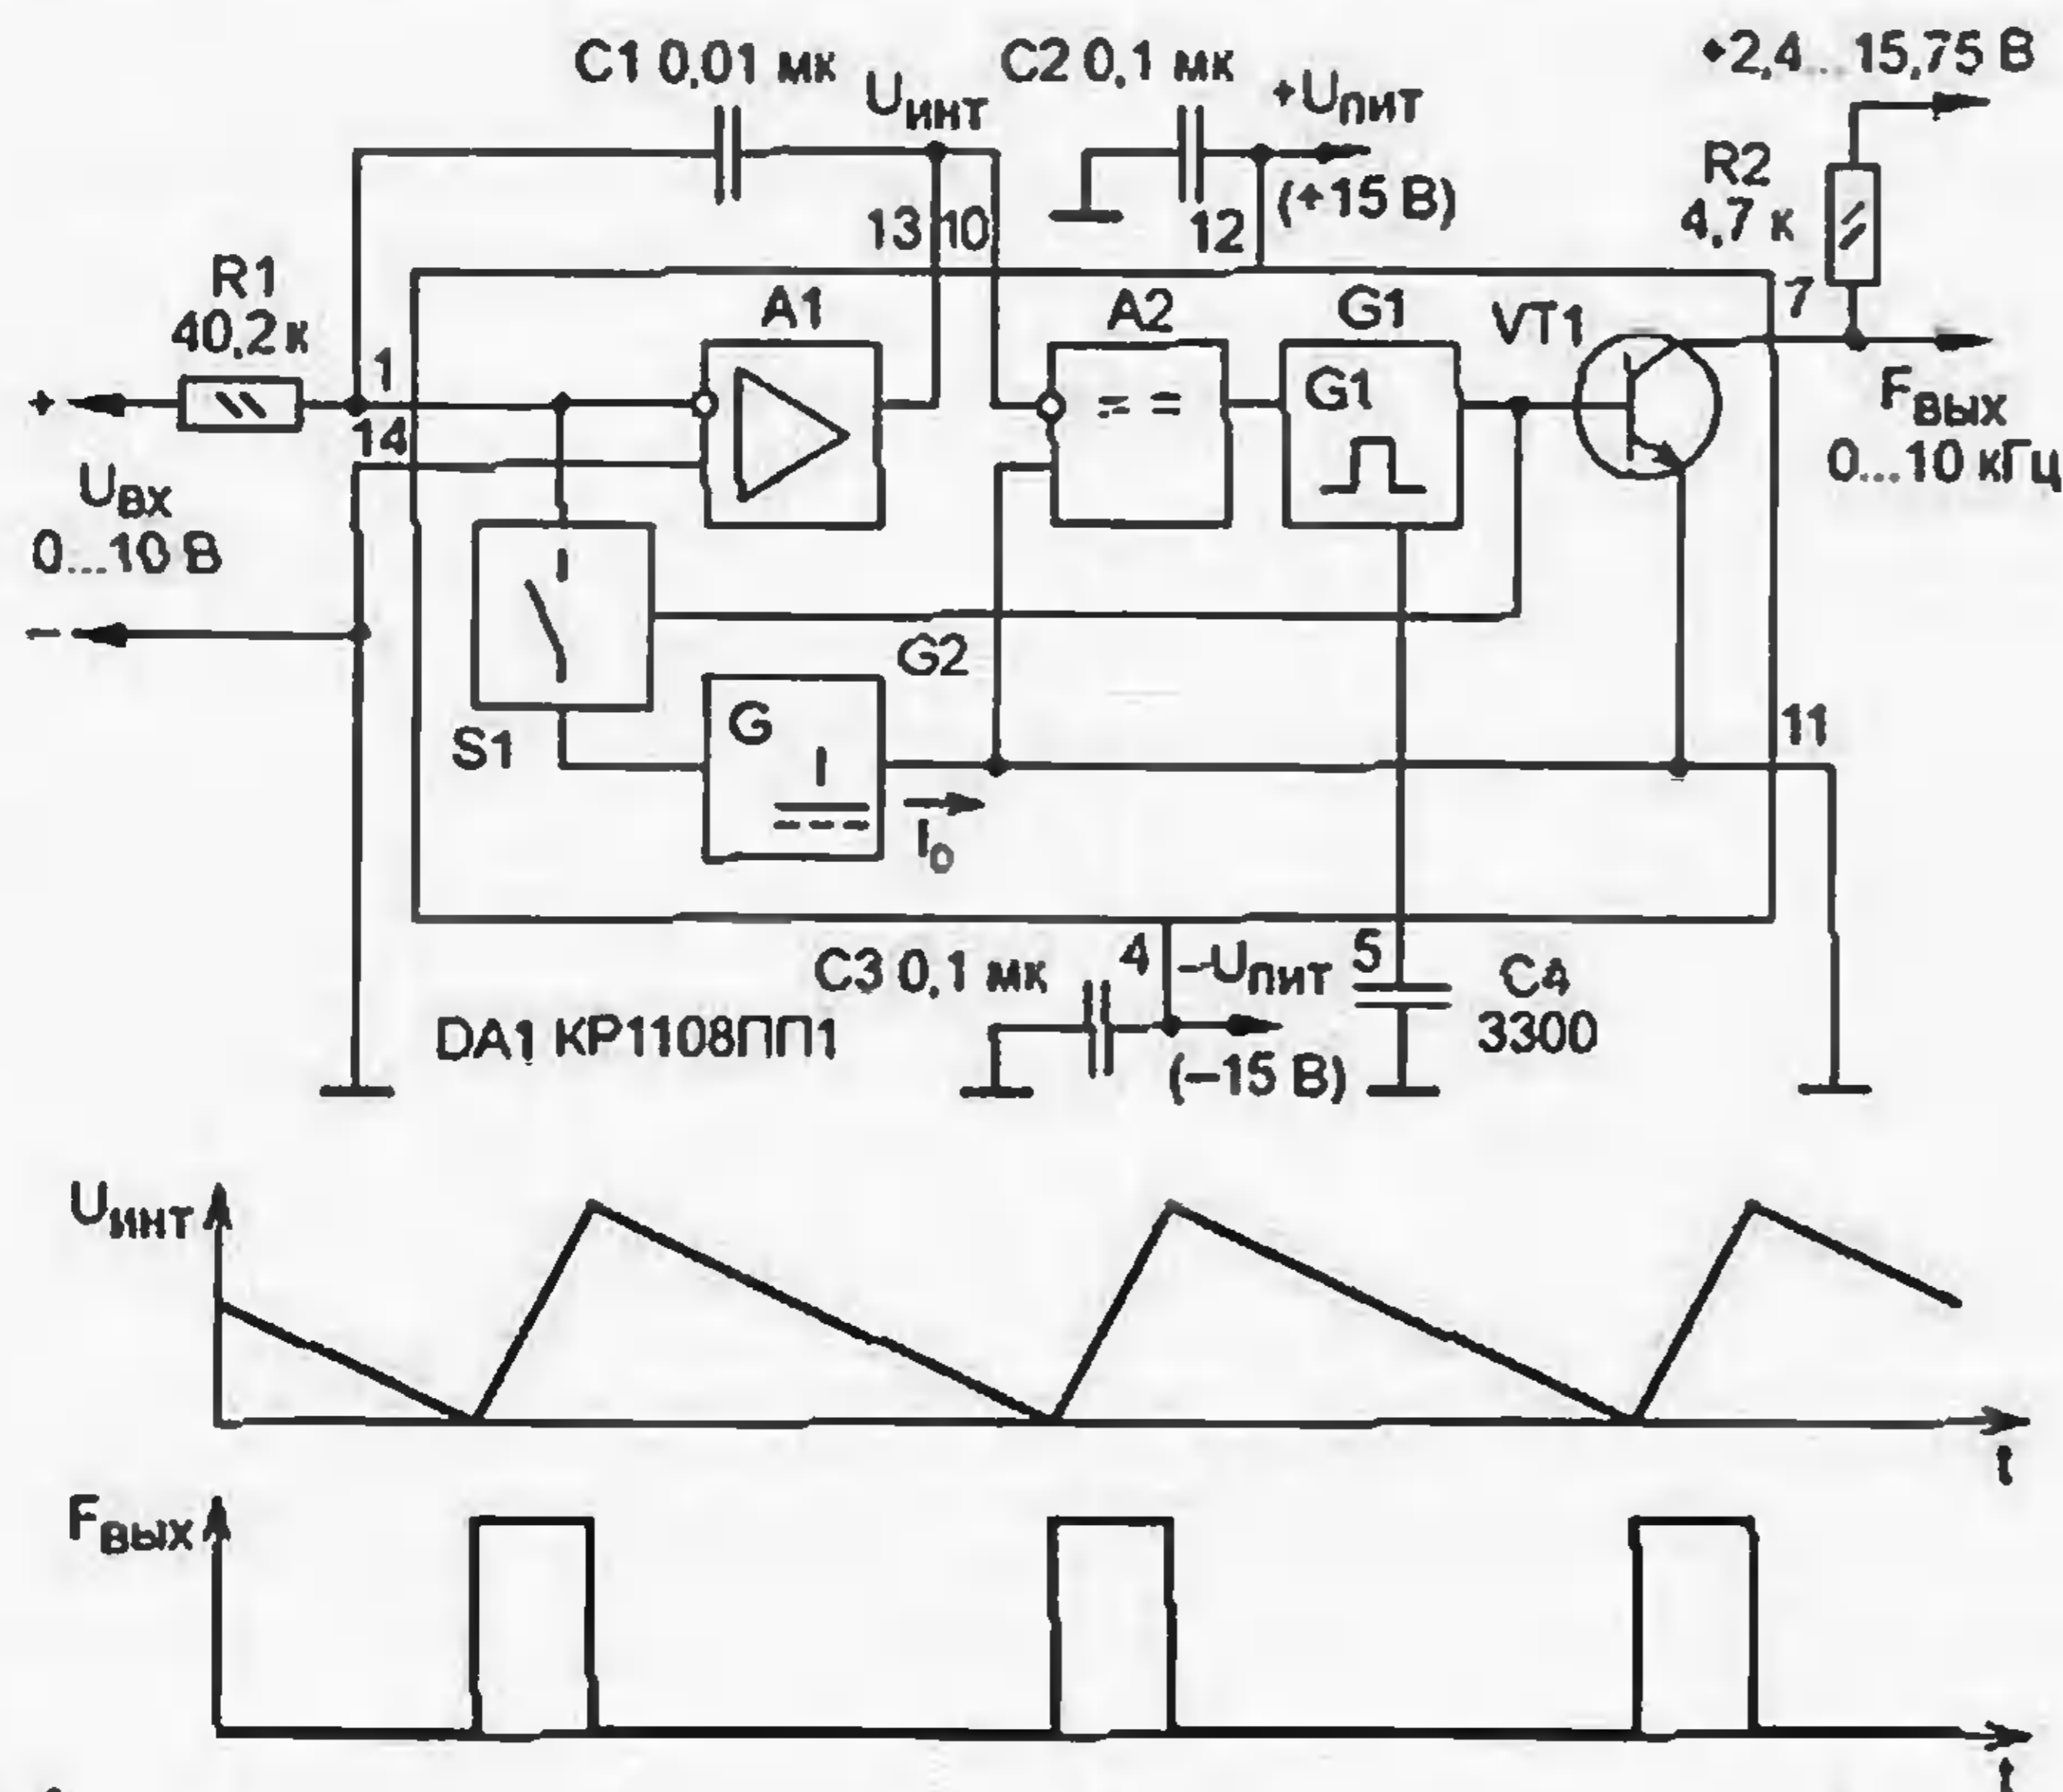 C1 0,01 мк
Uинт
C2 0,1 мк
+Uпит
(+15 В)
+2,4...15,75 В
R2
4,7 к
13
10
12
7
R1
40,2 к
1
14
A1
A2
G1
VT1
+
Uвх
0...10 В
–
= =
G1
Fвых
0...10 кГц
S1
G2
G
I
I₀
11
C3 0,1 мк
4
–Uпит
5
C4
3300
DA1 КР1108ПП1
(–15 В)
Uинт
t
Fвых
t